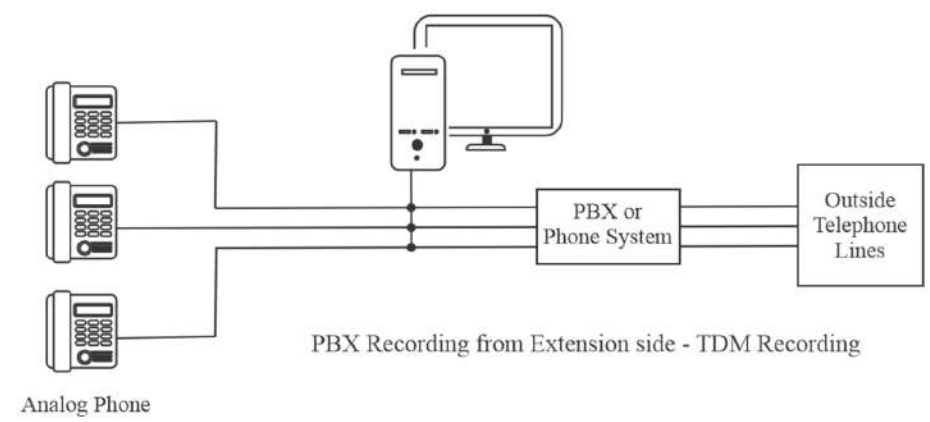 PBX or
Phone System
Outside
Telephone
Lines
PBX Recording from Extension side - TDM Recording
Analog Phone